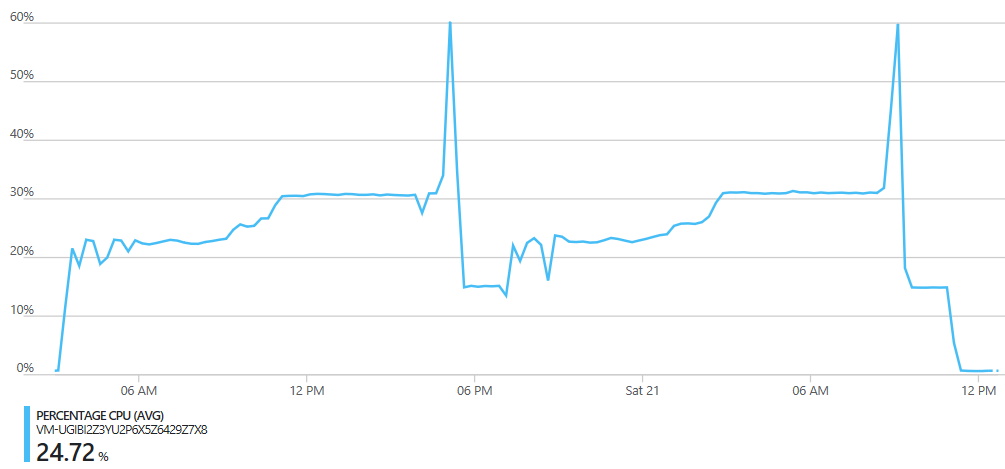 60%
50%
40%
30%
20%
10%
0%
06 AM 12 PM 06 PM Sat 21 06 AM 12 PM
PERCENTAGE CPU (AVG)
VM-UGIBI2Z3YU2P6X5Z6429Z7X8
24.72 %